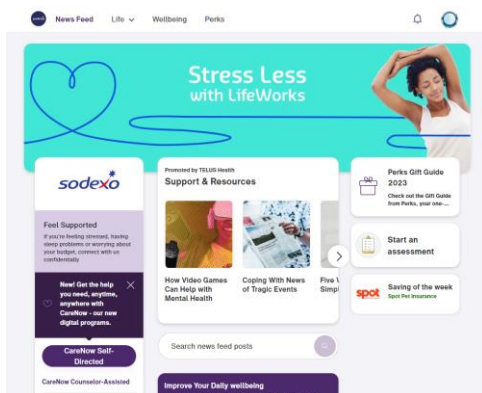 sodexo
News Feed
Life
Wellbeing
Perks
Stress Less
with LifeWorks
sodexo
Feel Supported
If you're feeling stressed, having
sleep problems or worrying about
your budget, connect with us
confidentially
New! Get the help
you need, anytime,
anywhere with
CareNow - our new
digital programs.
CareNow Self-
Directed
CareNow Counselor-Assisted
Promoted by TELUS Health
Support & Resources
How Video Games
Can Help with
Mental Health
Coping With News
of Tragic Events
Five
Simpl
Search news feed posts
Improve Your Daily wellbeing
Perks Gift Guide
2023
Check out the Gift Guide
from Perks, your one-...
Start an
assessment
spot
Saving of the week
Spot Pet Insurance